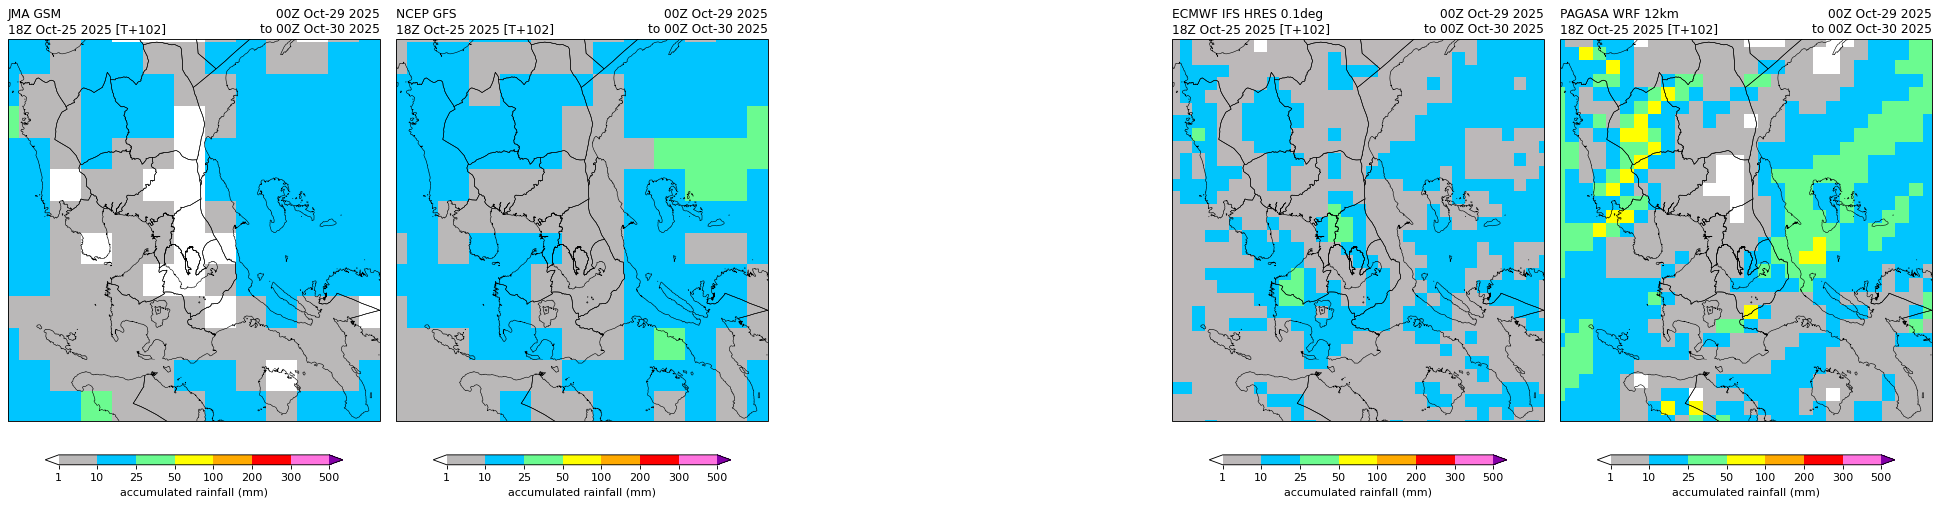 JMA GSM 00Z Oct-29 2025
18Z Oct-25 2025 [T+102] to 00Z Oct-30 2025
1 10 25 50 100 200 300 500
accumulated rainfall (mm)
NCEP GFS 00Z Oct-29 2025
18Z Oct-25 2025 [T+102] to 00Z Oct-30 2025
1 10 25 50 100 200 300 500
accumulated rainfall (mm)
ECMWF IFS HRES 0.1deg 00Z Oct-29 2025
18Z Oct-25 2025 [T+102] to 00Z Oct-30 2025
1 10 25 50 100 200 300 500
accumulated rainfall (mm)
PAGASA WRF 12km 00Z Oct-29 2025
18Z Oct-25 2025 [T+102] to 00Z Oct-30 2025
1 10 25 50 100 200 300 500
accumulated rainfall (mm)